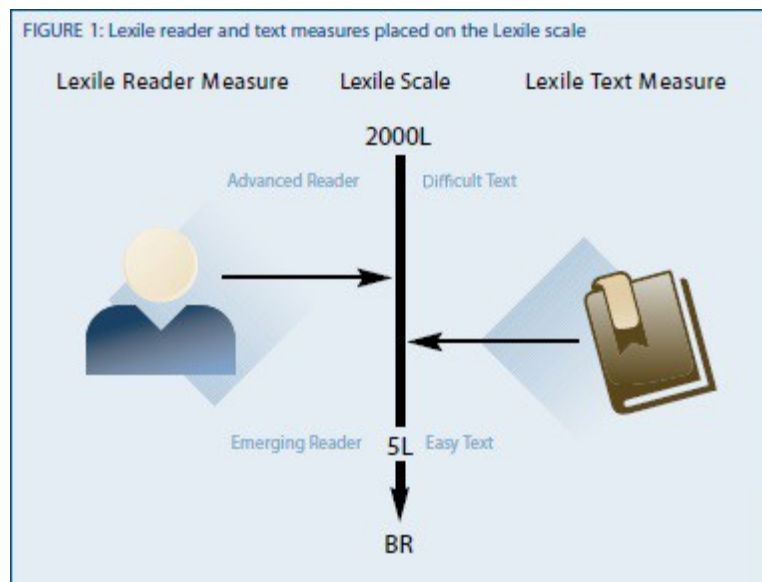 FIGURE 1: Lexile reader and text measures placed on the Lexile scale
Lexile Reader Measure
Lexile Scale
Lexile Text Measure
2000L
Advanced Reader
Difficult Text
Emerging Reader
5L
Easy Text
BR